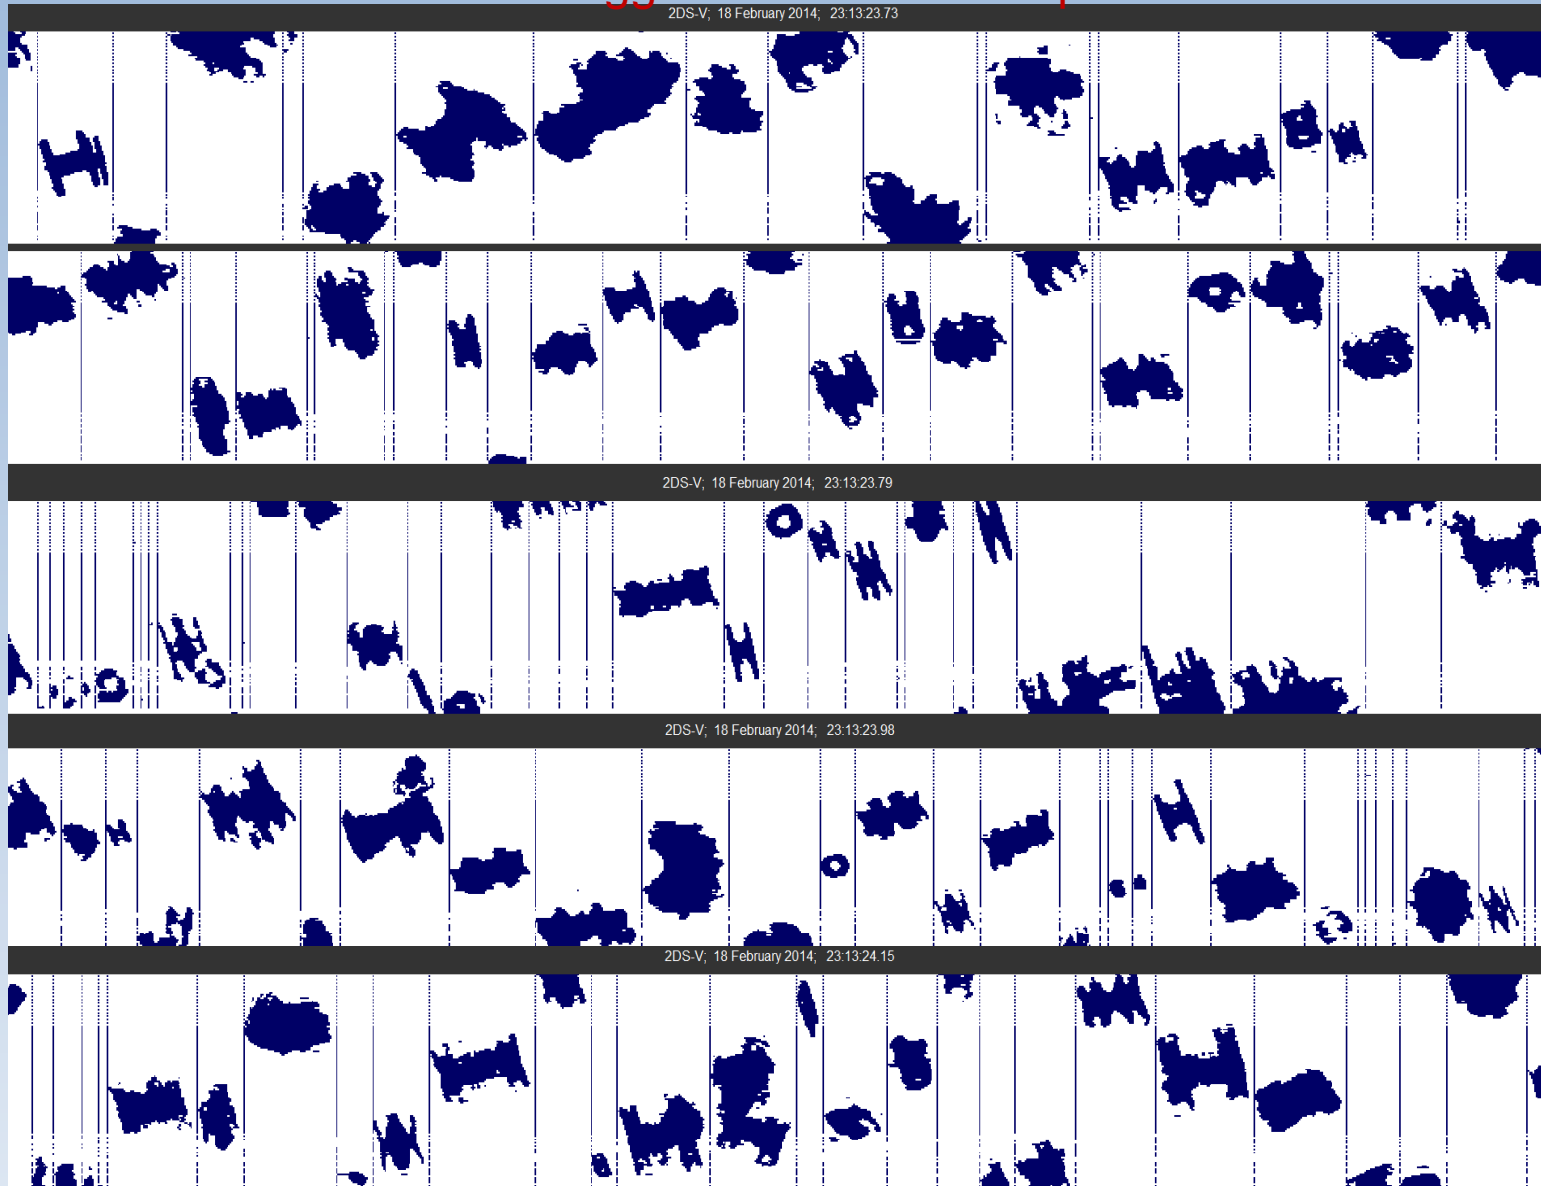 2DS-V; 18 February 2014; 23:13:23.73
2DS-V; 18 February 2014; 23:13:23.79
2DS-V; 18 February 2014; 23:13:23.98
2DS-V; 18 February 2014; 23:13:24.15